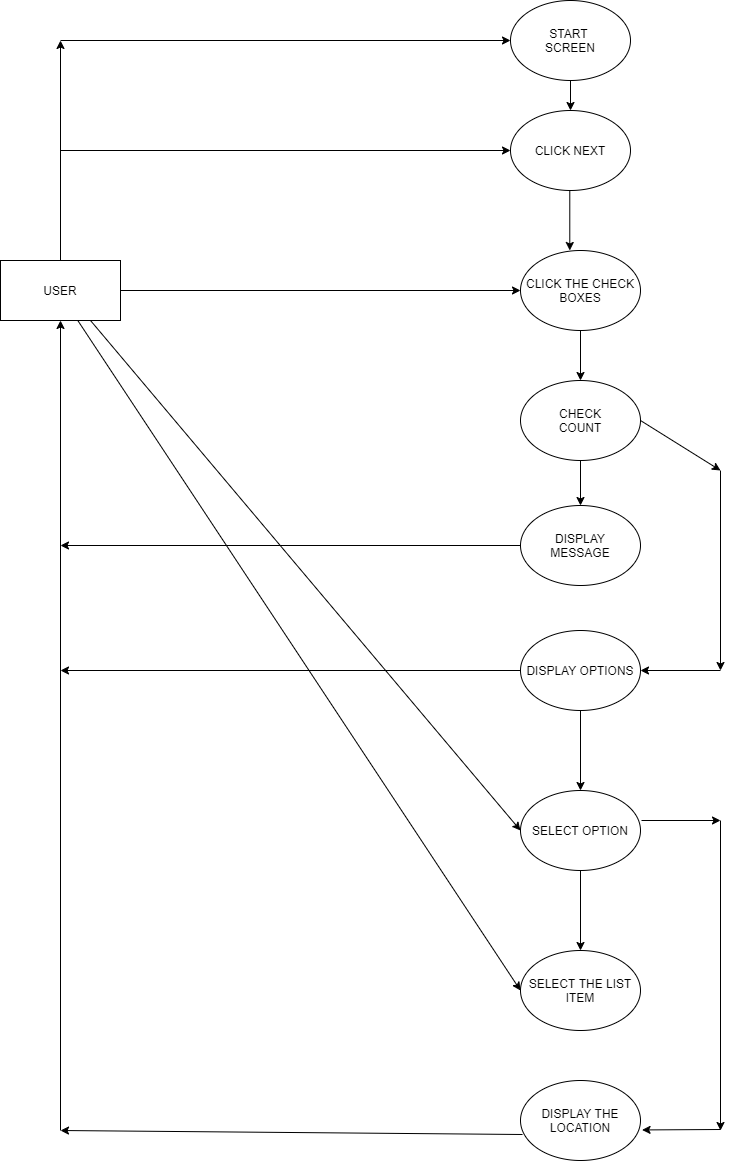 START
SCREEN
CLICK NEXT
USER
CLICK THE CHECK
BOXES
CHECK
COUNT
DISPLAY
MESSAGE
DISPLAY OPTIONS
SELECT OPTION
SELECT THE LIST
ITEM
DISPLAY THE
LOCATION